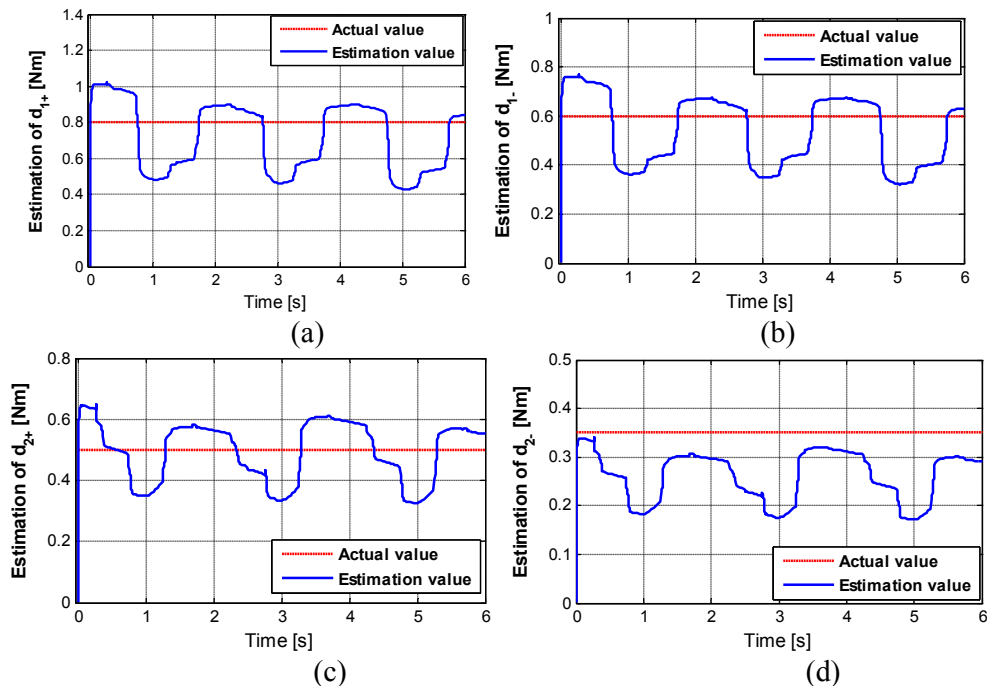 1.4
1.2
1
0.8
0.6
0.4
0.2
0
Estimation of d1+ [Nm]
Actual value
Estimation value
0 1 2 3 4 5 6
Time [s]
(a)
1
0.8
0.6
0.4
0.2
0
Estimation of d1- [Nm]
Actual value
Estimation value
0 1 2 3 4 5 6
Time [s]
(b)
0.8
0.6
0.4
0.2
0
Estimation of d2+ [Nm]
Actual value
Estimation value
0 1 2 3 4 5 6
Time [s]
(c)
0.5
0.4
0.3
0.2
0.1
0
Estimation of d2- [Nm]
Actual value
Estimation value
0 1 2 3 4 5 6
Time [s]
(d)